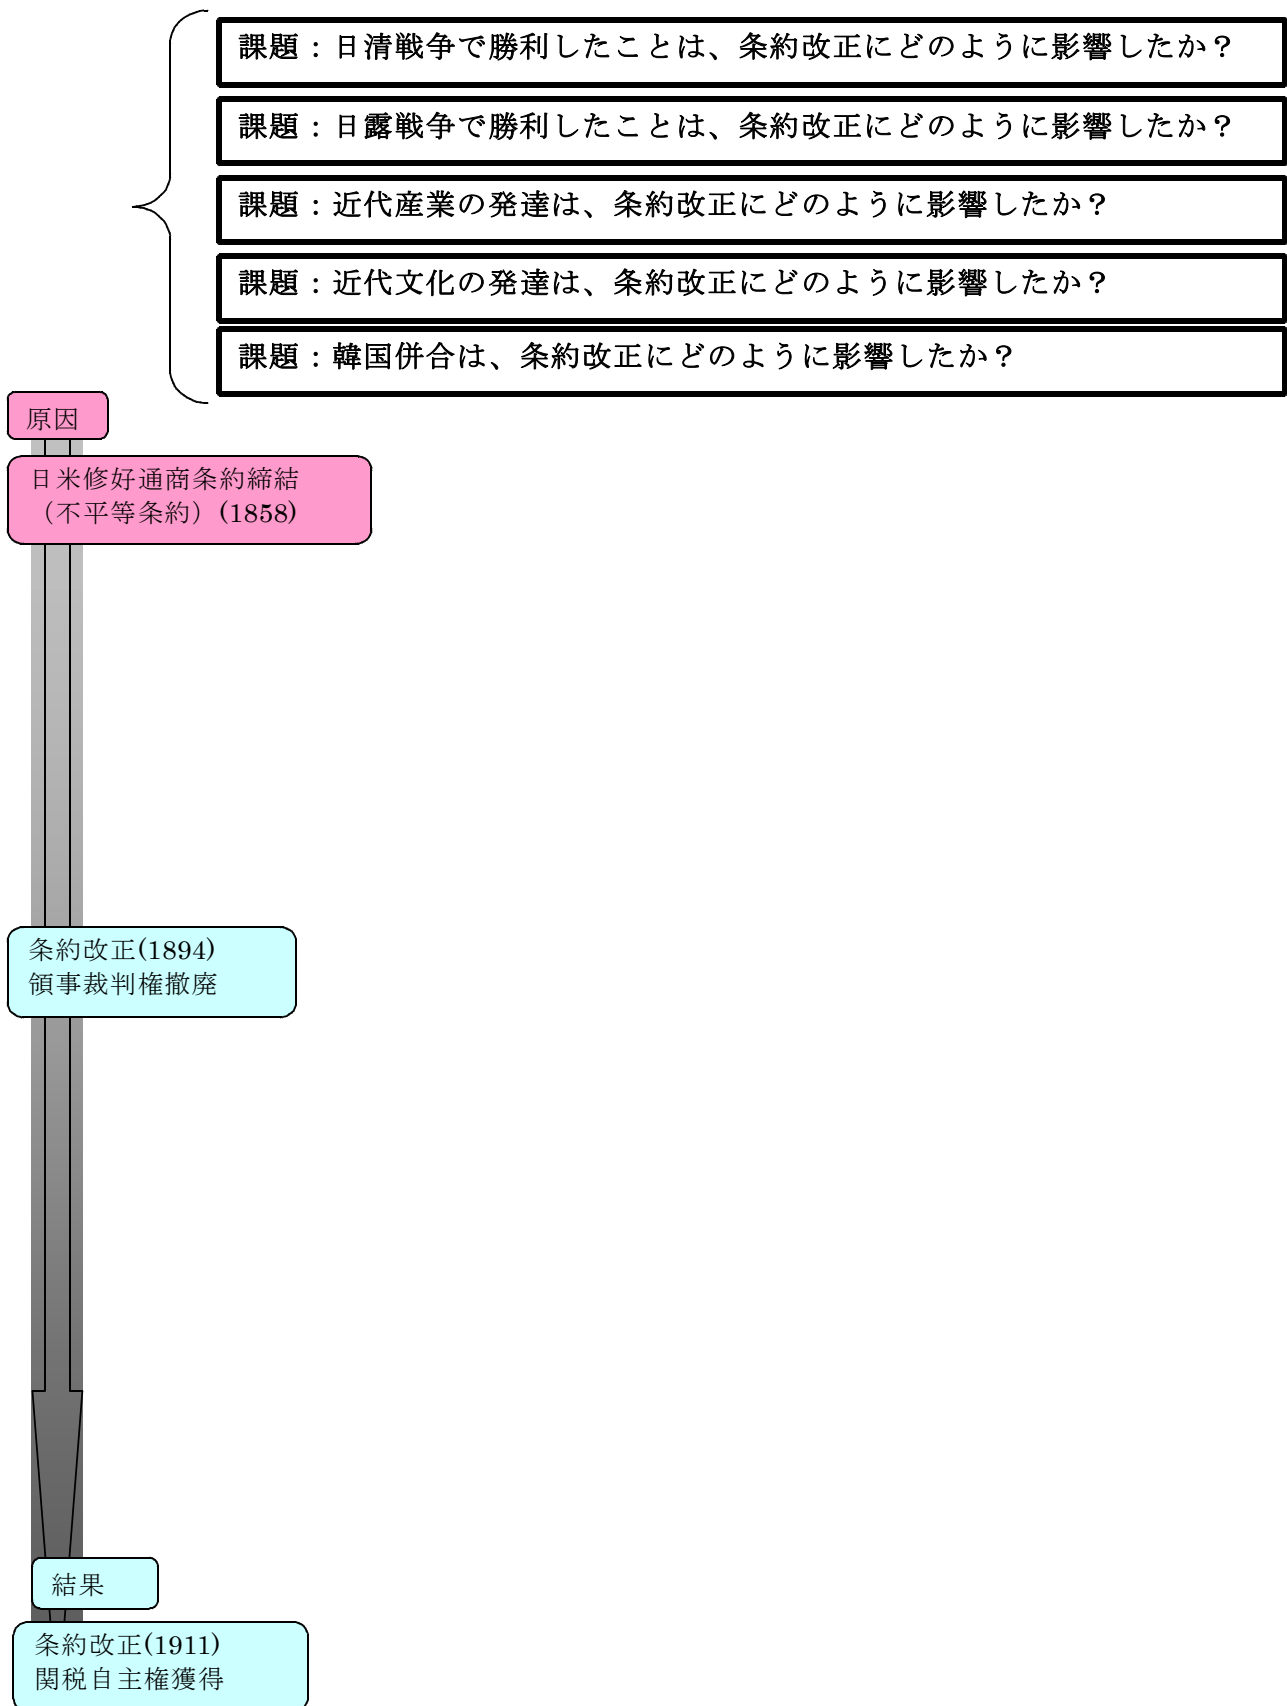 課題：日清戦争で勝利したことは、条約改正にどのように影響したか？
課題：日露戦争で勝利したことは、条約改正にどのように影響したか？
課題：近代産業の発達は、条約改正にどのように影響したか？
課題：近代文化の発達は、条約改正にどのように影響したか？
課題：韓国併合は、条約改正にどのように影響したか？
原因
日米修好通商条約締結
（不平等条約）(1858)
条約改正(1894)
領事裁判権撤廃
結果
条約改正(1911)
関税自主権獲得